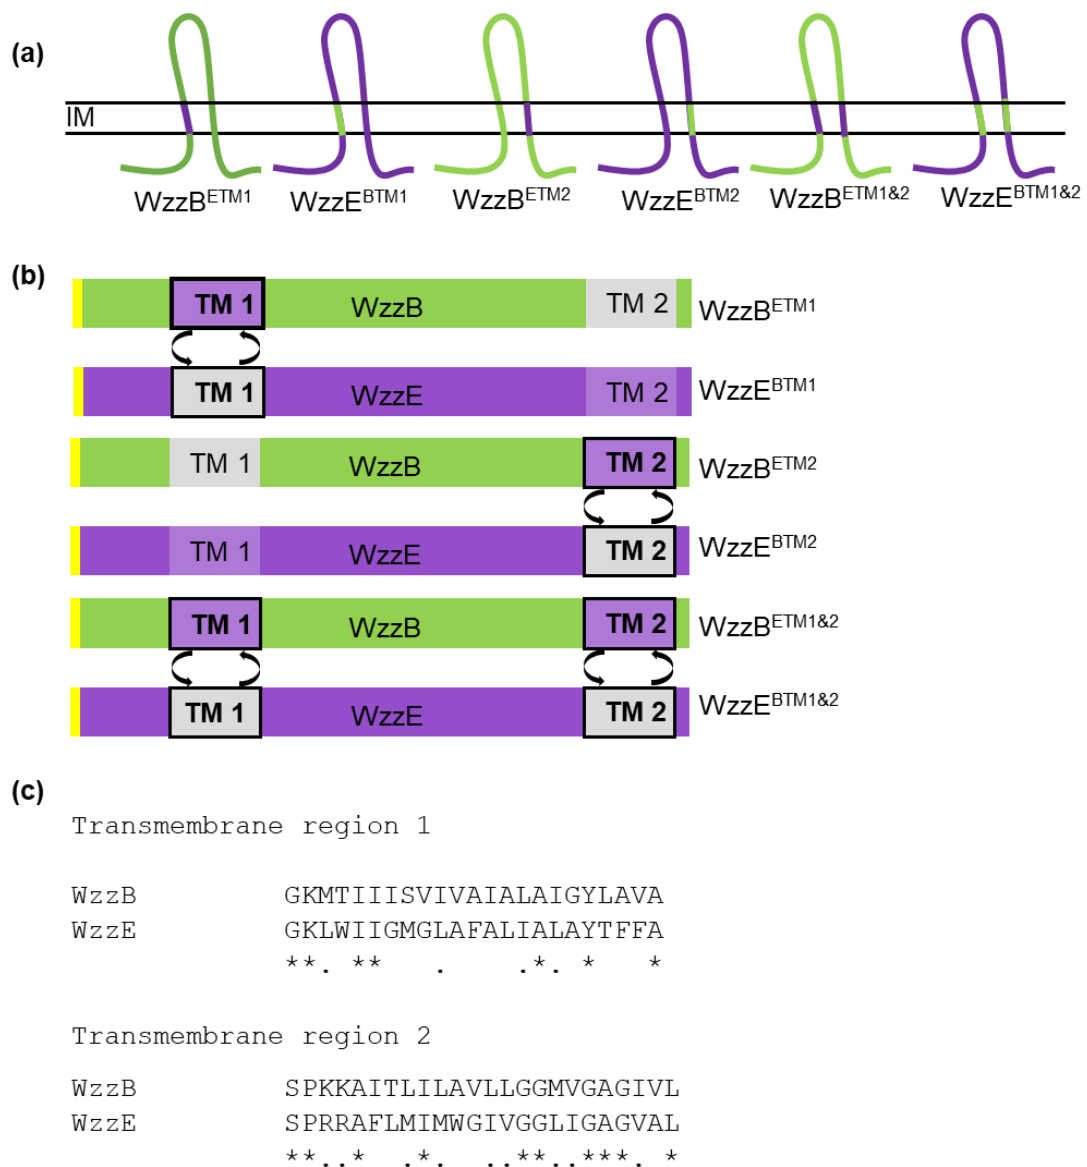 (a)
IM
WzzB^ETM1 WzzE^BTM1 WzzB^ETM2 WzzE^BTM2 WzzB^ETM1&2 WzzE^BTM1&2
(b)
TM 1 WzzB TM 2 WzzB^ETM1
TM 1 WzzE TM 2 WzzE^BTM1
TM 1 WzzB TM 2 WzzB^ETM2
TM 1 WzzE TM 2 WzzE^BTM2
TM 1 WzzB TM 2 WzzB^ETM1&2
TM 1 WzzE TM 2 WzzE^BTM1&2
(c)
Transmembrane region 1
WzzB GKMTIIISVIVAIALAIGYLAVA
WzzE GKLWIIGMGLAFALIALAYTFFA
**. **   .    .*. *   *
Transmembrane region 2
WzzB SPKKAITLILAVLLGGMVGAGIVL
WzzE SPRRAFLMIMWGIVGGLIGAGVAL
**..*  .*.  ..**..***. *